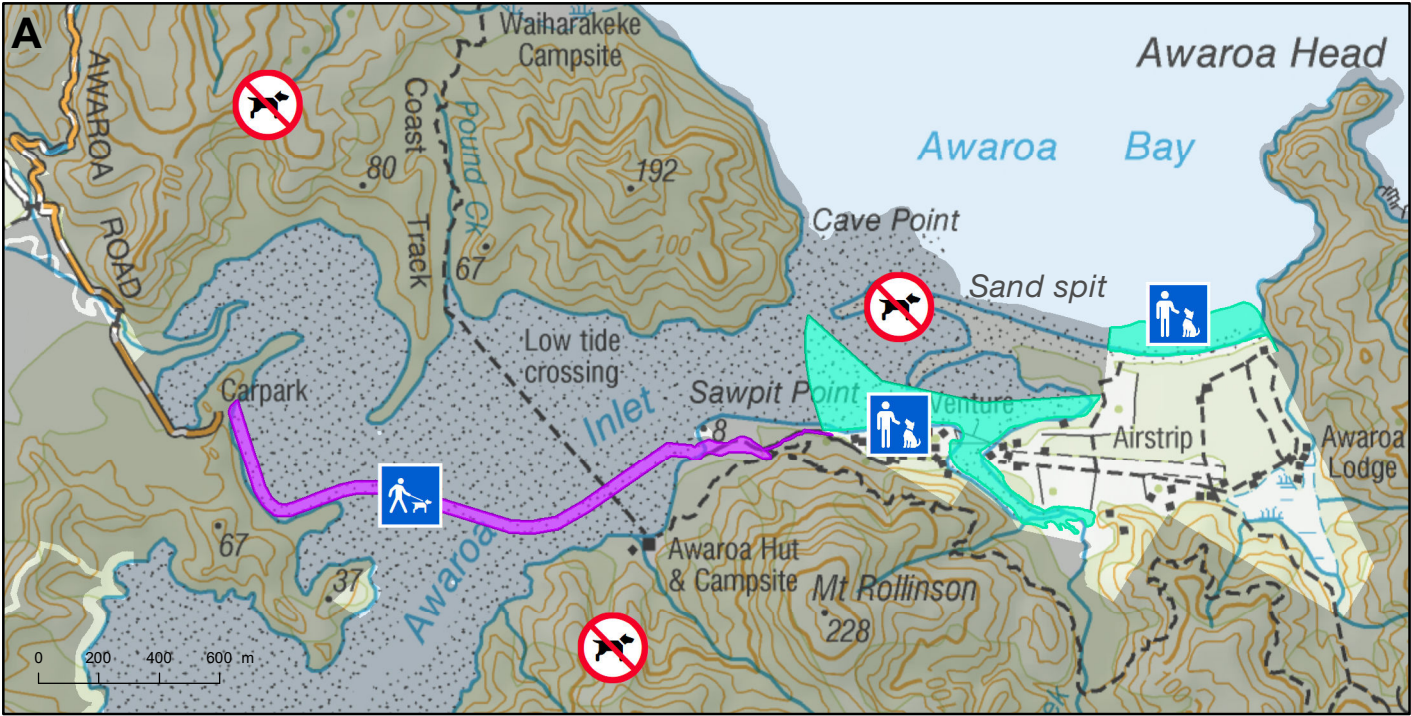 A
Waiharakeke
Campsite
Awaroa Head
AWAROA
ROAD
Coast
Track
Pound Ck
Awaroa Bay
80
192
100
100
67
Cave Point
Sand spit
Low tide
crossing
Carpark
Sawpit Point
Inlet
Venture
8
Airstrip
Awaroa
Lodge
67
37
Awaroa
Awaroa Hut
& Campsite
Mt Rollinson
228
100
0 200 400 600 m